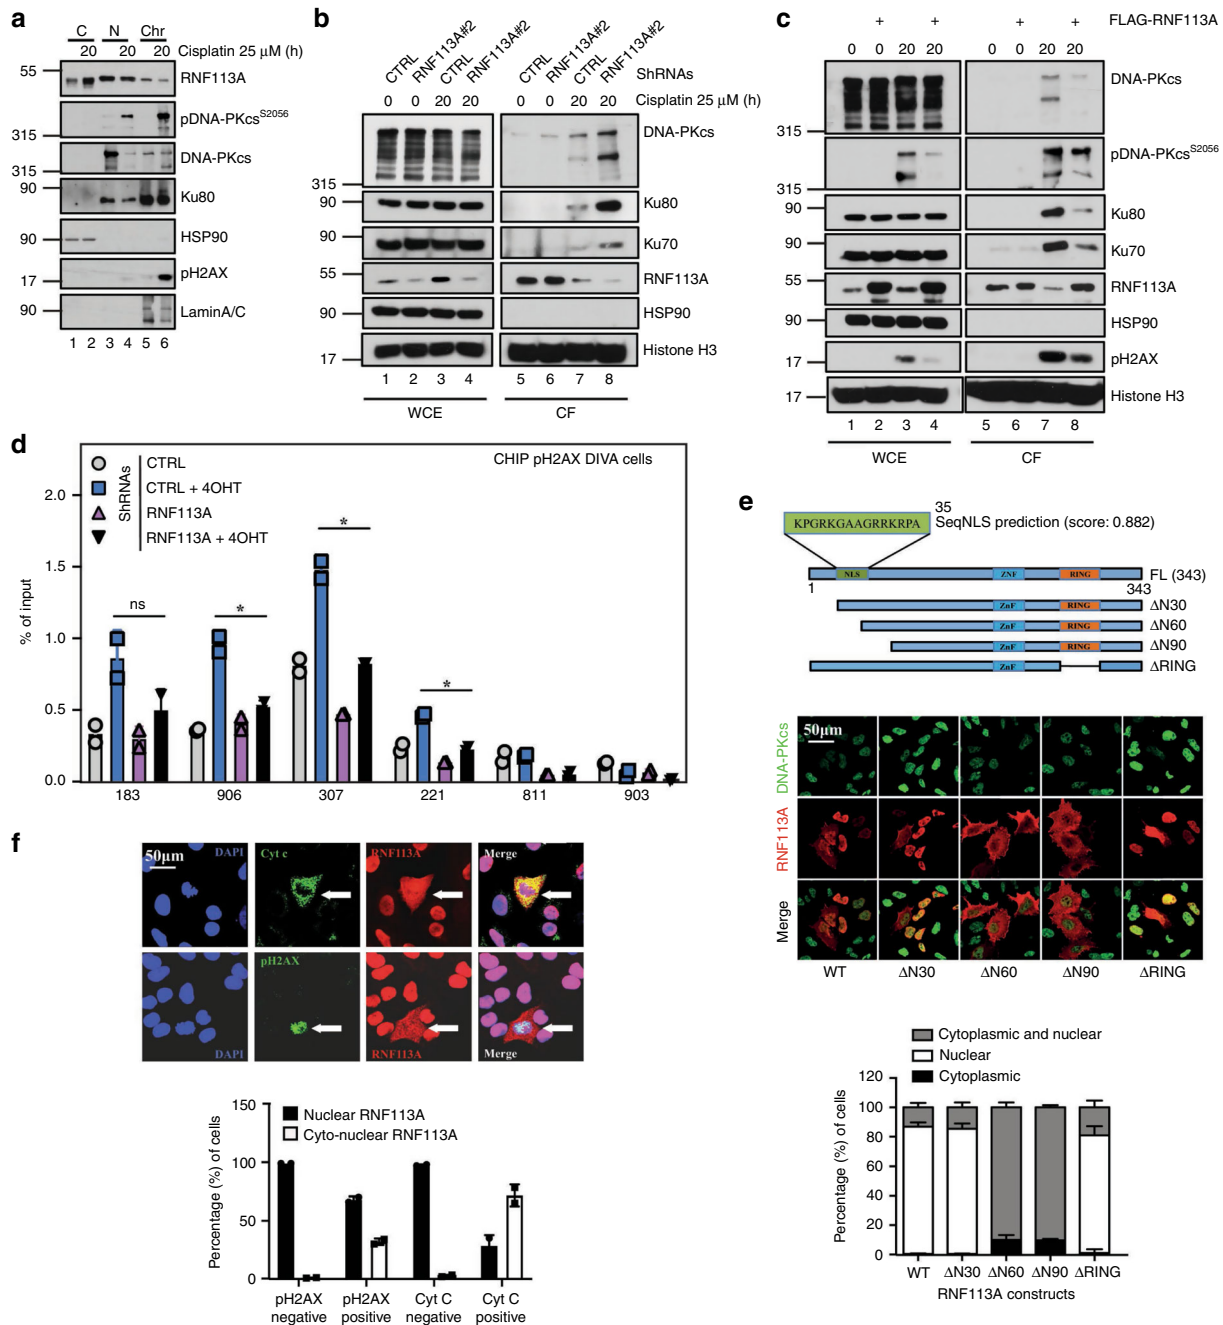 a
C N Chr
20 20 20 Cisplatin 25 µM (h)
55 RNF113A
pDNA-PKcsS2056
315
DNA-PKcs
315
90 Ku80
HSP90
90
pH2AX
17
90 LaminA/C
1 2 3 4 5 6
b
CTRL RNF113A#2 CTRL RNF113A#2 CTRL RNF113A#2 CTRL RNF113A#2
ShRNAs
0 0 20 20 0 0 20 20 Cisplatin 25 µM (h)
DNA-PKcs
315
90 Ku80
90 Ku70
55 RNF113A
90 HSP90
17 Histone H3
1 2 3 4 5 6 7 8
WCE CF
c
+ + + + FLAG-RNF113A
0 0 20 20 0 0 20 20
DNA-PKcs
315
pDNA-PKcsS2056
315
90 Ku80
90 Ku70
55 RNF113A
90 HSP90
17 pH2AX
17 Histone H3
1 2 3 4 5 6 7 8
WCE CF
d
CHIP pH2AX DIVA cells
ShRNAs
CTRL
CTRL + 4OHT
RNF113A
RNF113A + 4OHT
% of input
2.0
1.5
1.0
0.5
0.0
ns * * *
183 906 307 221 811 903
e
KPGRKGAAGRRKRPA 35
SeqNLS prediction (score: 0.882)
NLS ZNF RING FL (343)
1 343
ZnF RING ΔN30
ZnF RING ΔN60
ZnF RING ΔN90
ZnF ΔRING
50µm
DNA-PKcs
RNF113A
Merge
WT ΔN30 ΔN60 ΔN90 ΔRING
Cytoplasmic and nuclear
Nuclear
Cytoplasmic
Percentage (%) of cells
120
100
80
60
40
20
0
WT ΔN30 ΔN60 ΔN90 ΔRING
RNF113A constructs
f
50µm DAPI Cyt c RNF113A Merge
pH2AX
DAPI RNF113A Merge
Percentage (%) of cells
150
100
50
0
Nuclear RNF113A
Cyto-nuclear RNF113A
pH2AX pH2AX Cyt C Cyt C
negative positive negative positive